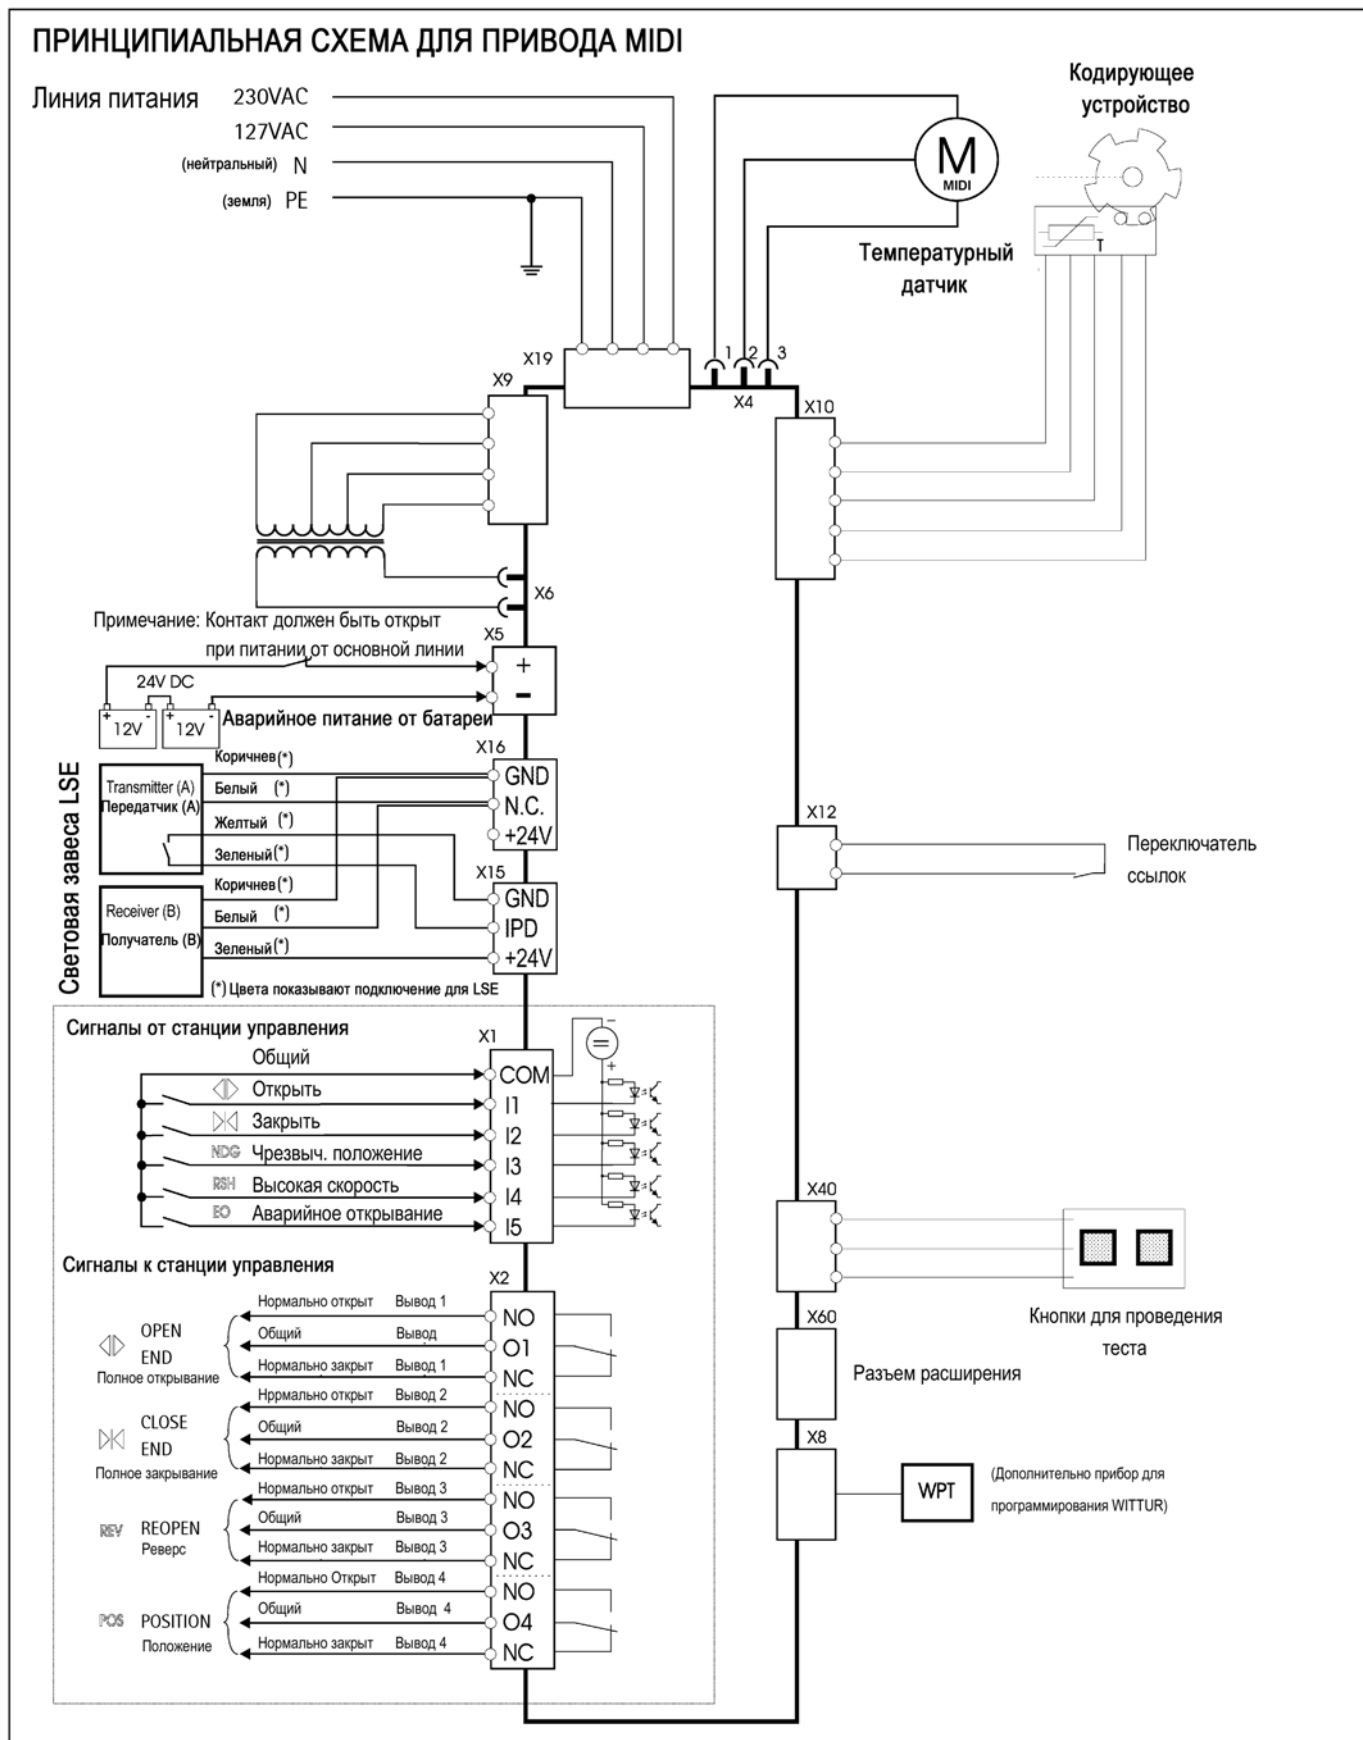 ПРИНЦИПИАЛЬНАЯ СХЕМА ДЛЯ ПРИВОДА MIDI
Линия питания
230VAC
127VAC
(нейтральный) N
(земля) PE
Кодирующее
устройство
M
MIDI
T
Температурный
датчик
X19
1 2 3
X4
X9
X10
X6
Примечание: Контакт должен быть открыт
при питании от основной линии
X5
+
-
24V DC
+ - + -
12V 12V
Аварийное питание от батареи
Световая завеса LSE
X16
Коричнев(*)
GND
Transmitter (A)
Передатчик (A)
Белый (*)
N.C.
Желтый (*)
+24V
Зеленый(*)
X15
Коричнев(*)
GND
Receiver (B)
Получатель (B)
Белый (*)
IPD
Зеленый(*)
+24V
(*) Цвета показывают подключение для LSE
X12
Переключатель
ссылок
Сигналы от станции управления
X1
-
=
+
Общий
COM
Открыть
I1
Закрыть
I2
NDG Чрезвыч. положение
I3
RSH Высокая скорость
I4
EO Аварийное открывание
I5
X40
Кнопки для проведения
теста
Сигналы к станции управления
X2
Нормально открыт Вывод 1
NO
OPEN
END
Полное открывание
Общий Вывод
O1
Нормально закрыт Вывод 1
NC
Нррмально открыт Вывод 2
NO
CLOSE
END
Полное закрывание
Общий Вывод 2
O2
Нормально закрыт Вывод 2
NC
Нормально открыт Вывод 3
NO
REV REOPEN
Реверс
Общий Вывод 3
O3
Нормально закрыт Вывод 3
NC
Нормально Открыт Вывод 4
NO
POS POSITION
Положение
Общий Вывод 4
O4
Нормально закрыт Вывод 4
NC
X60
Разъем расширения
X8
WPT
(Дополнительно прибор для
программирования WITTUR)